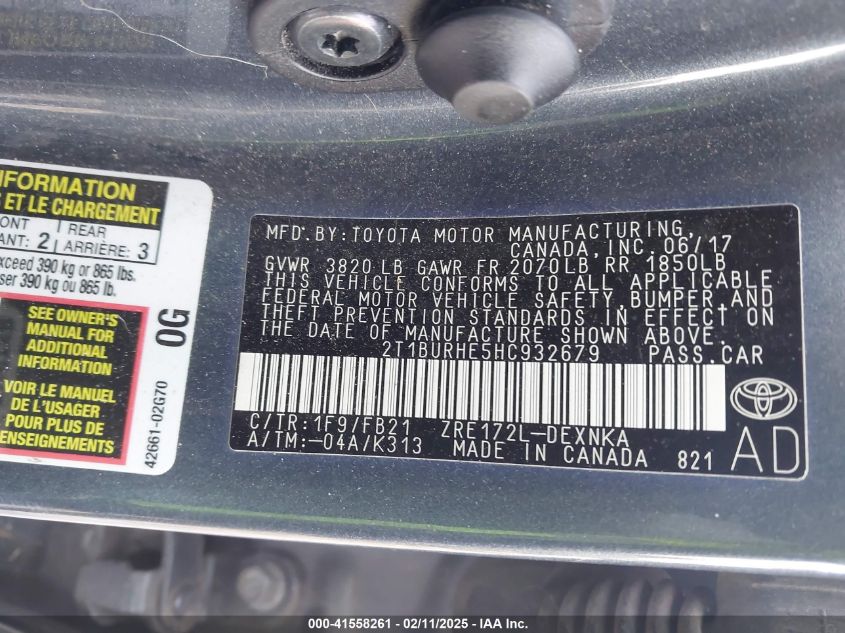 INFORMATION
ET LE CHARGEMENT
REAR
ANT: 2 ARRIÈRE: 3
xceed 390 kg or 865 lbs.
ser 390 kg ou 865 lb.
SEE OWNER'S
MANUAL FOR
ADDITIONAL
INFORMATION
VOIR LE MANUEL
DE L'USAGER
POUR PLUS DE
RENSEIGNEMENTS
0G
42661-02G70
MFD.BY:TOYOTA MOTOR MANUFACTURING,
CANADA,INC.06/17
GVWR 3820 LB GAWR FR 2070LB RR 1850LB
THIS VEHICLE CONFORMS TO ALL APPLICABLE
FEDERAL MOTOR VEHICLE SAFETY,BUMPER,AND
THEFT PREVENTION STANDARDS IN EFFECT ON
THE DATE OF MANUFACTURE SHOWN ABOVE.
2T1BURHE5HC932679 PASS.CAR
C/TR:1F9/FB21 ZRE172L-DEXNKA
A/TM:-04A/K313 MADE IN CANADA 821
AD
000-41558261 - 02/11/2025 - IAA Inc.